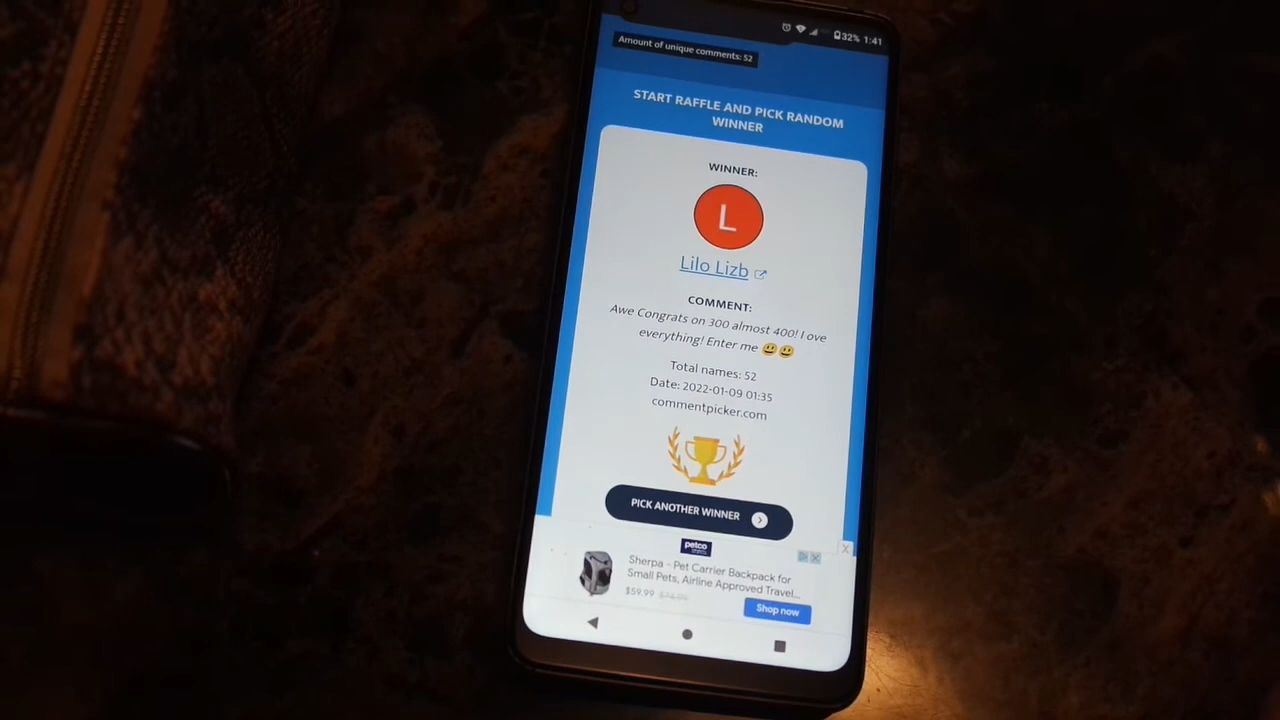 32% 1:41
Amount of unique comments: 52
START RAFFLE AND PICK RANDOM
WINNER
WINNER:
L
Lilo Lizb
COMMENT:
Awe Congrats on 300 almost 400! I ove
everything! Enter me 😃😃
Total names: 52
Date: 2022-01-09 01:35
commentpicker.com
PICK ANOTHER WINNER
petco
Sherpa - Pet Carrier Backpack for
Small Pets, Airline Approved Travel...
$59.99
Shop now